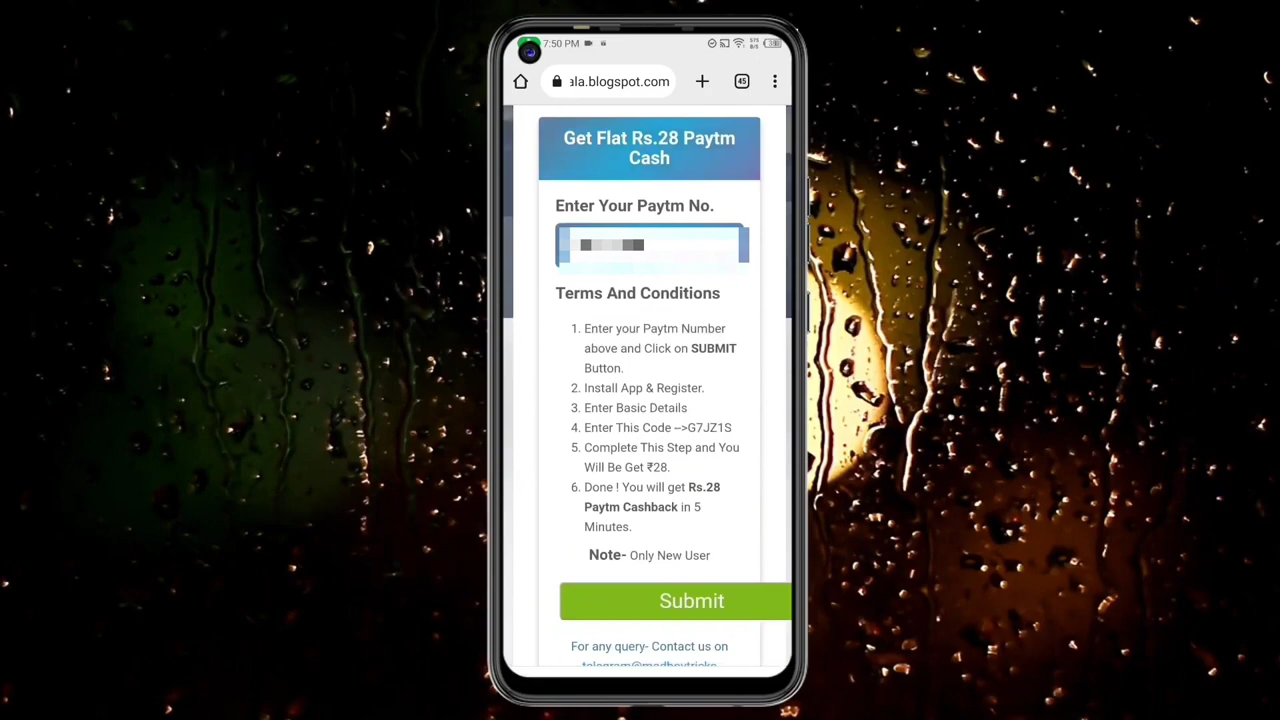 7:50 PM
ala.blogspot.com
45
Get Flat Rs.28 Paytm
Cash
Enter Your Paytm No.
Terms And Conditions
1. Enter your Paytm Number
above and Click on SUBMIT
Button.
2. Install App & Register.
3. Enter Basic Details
4. Enter This Code -->G7JZ1S
5. Complete This Step and You
Will Be Get ₹28.
6. Done ! You will get Rs.28
Paytm Cashback in 5
Minutes.
Note- Only New User
Submit
For any query- Contact us on
telegram@madboytricks